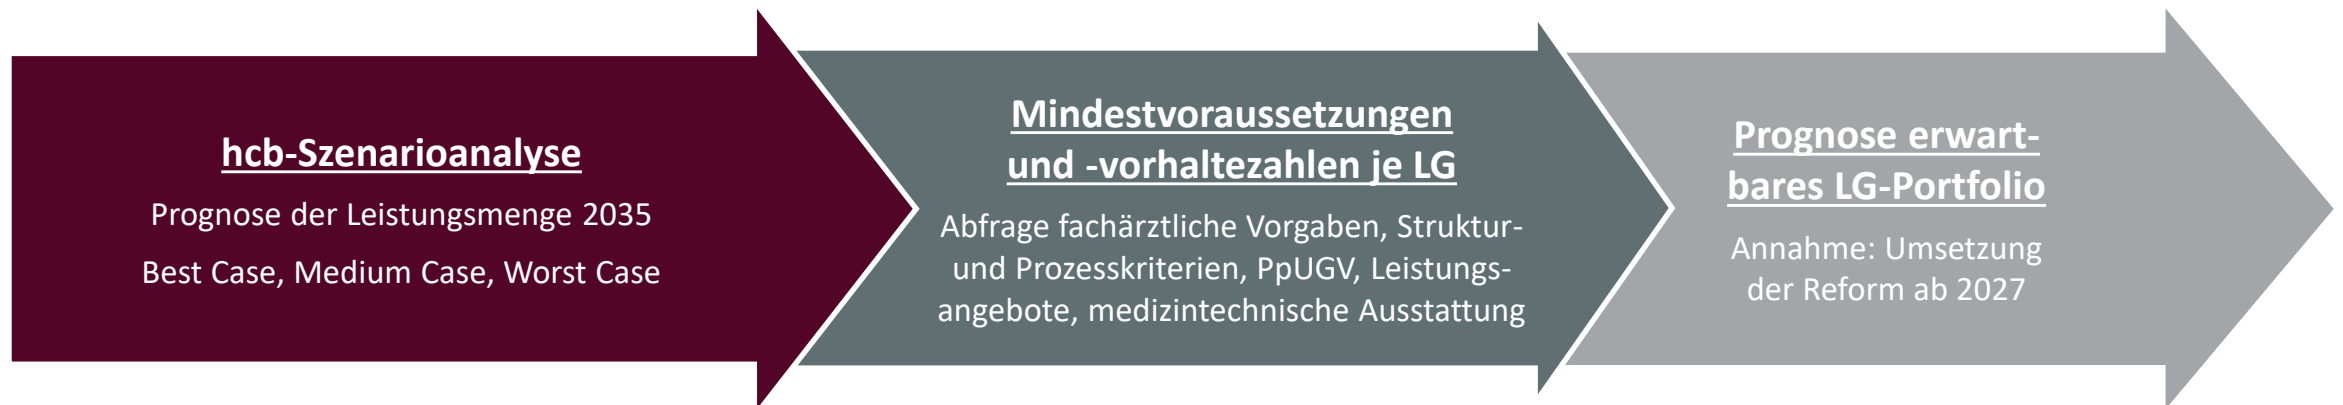 hcb-Szenarioanalyse
Prognose der Leistungsmenge 2035
Best Case, Medium Case, Worst Case
Mindestvoraussetzungen
und -vorhaltezahlen je LG
Abfrage fachärztliche Vorgaben, Struktur-
und Prozesskriterien, PpUGV, Leistungs-
angebote, medizintechnische Ausstattung
Prognose erwart-
bares LG-Portfolio
Annahme: Umsetzung
der Reform ab 2027